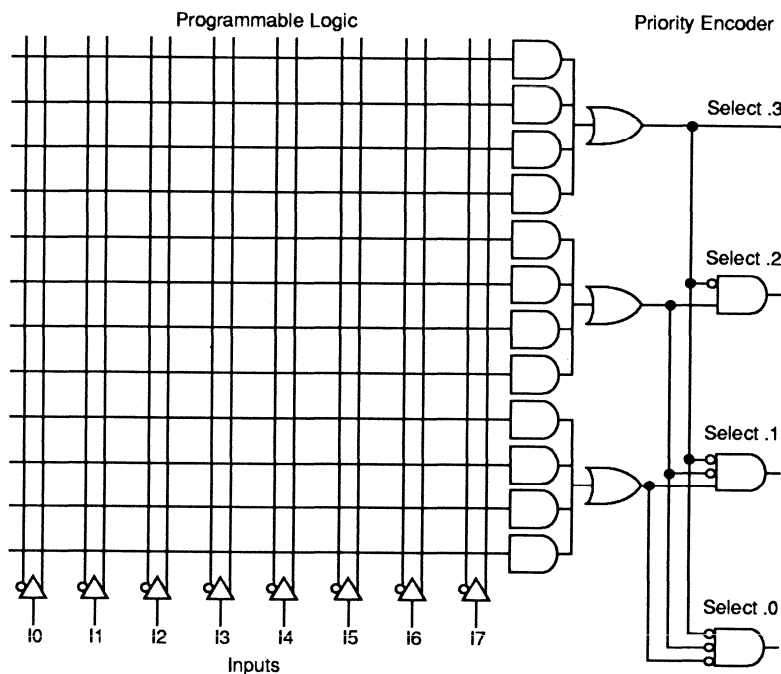 Programmable Logic
Priority Encoder
Select .3
Select .2
Select .1
Select .0
I0 I1 I2 I3 I4 I5 I6 I7
Inputs